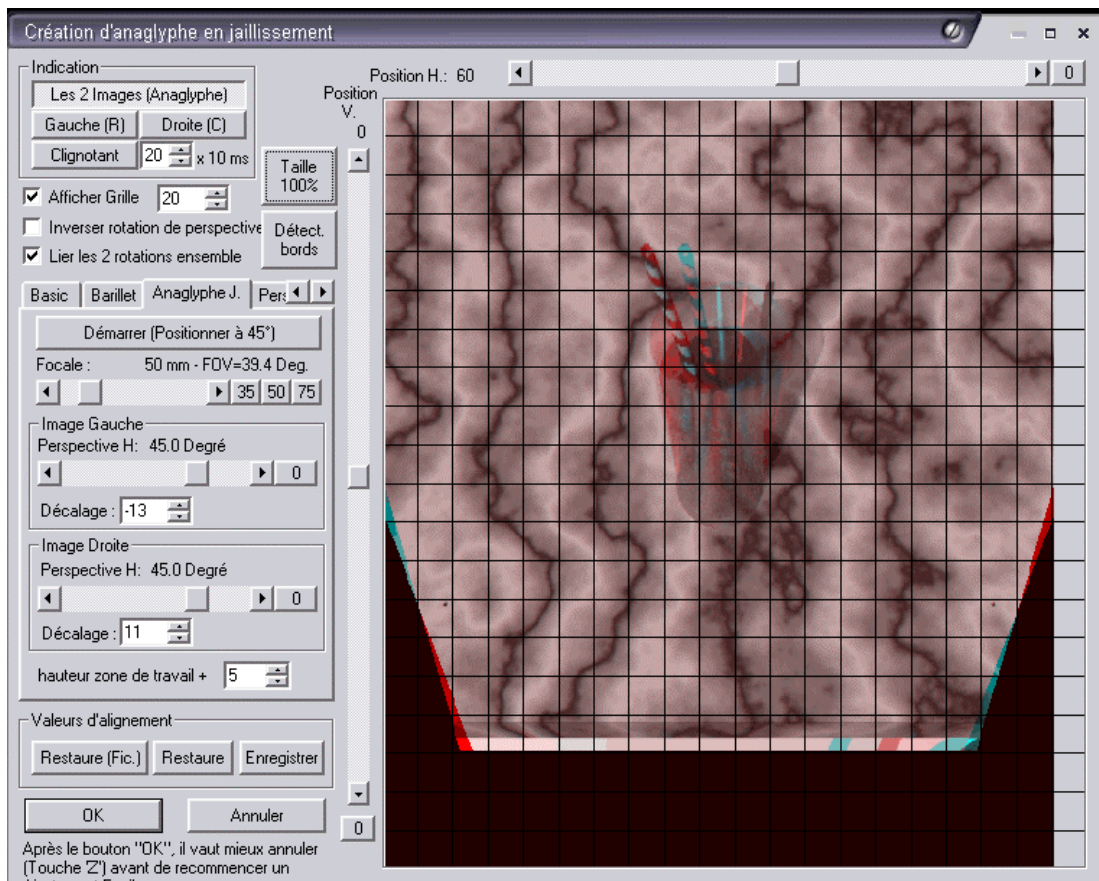 Création d'anaglyphe en jaillissement
Indication
Les 2 Images (Anaglyphe)
Gauche (R) Droite (C)
Clignotant 20 x 10 ms
Position H.: 60 0
Position
V.
0
Taille
100%
Afficher Grille 20
Inverser rotation de perspective
Détect.
bords
Lier les 2 rotations ensemble
Basic Barillet Anaglyphe J.
Démarrer (Positionner à 45°)
Focale : 50 mm - FOV=39.4 Deg.
35 50 75
Image Gauche
Perspective H: 45.0 Degré
0
Décalage : -13
Image Droite
Perspective H: 45.0 Degré
0
Décalage : 11
hauteur zone de travail + 5
Valeurs d'alignement
Restaure (Fic.) Restaure Enregistrer
OK Annuler
0
Après le bouton "OK", il vaut mieux annuler
(Touche 'Z') avant de recommencer un